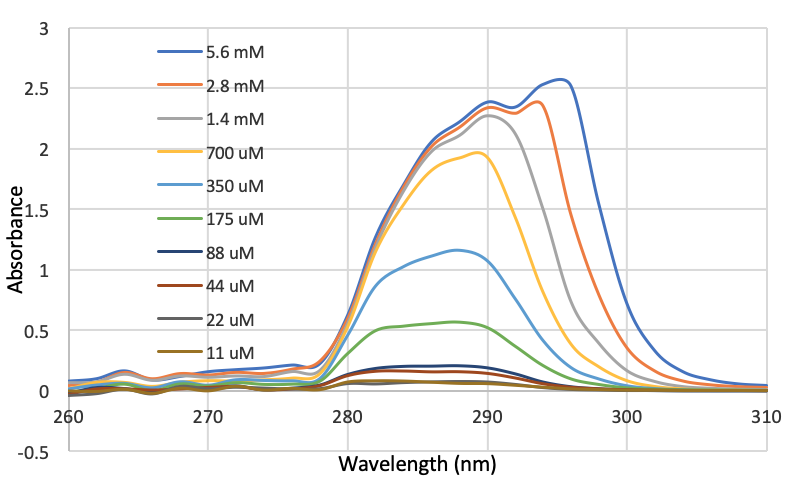 3
2.5
2
1.5
1
0.5
0
-0.5
Absorbance
5.6 mM
2.8 mM
1.4 mM
700 uM
350 uM
175 uM
88 uM
44 uM
22 uM
11 uM
260 270 280 290 300 310
Wavelength (nm)